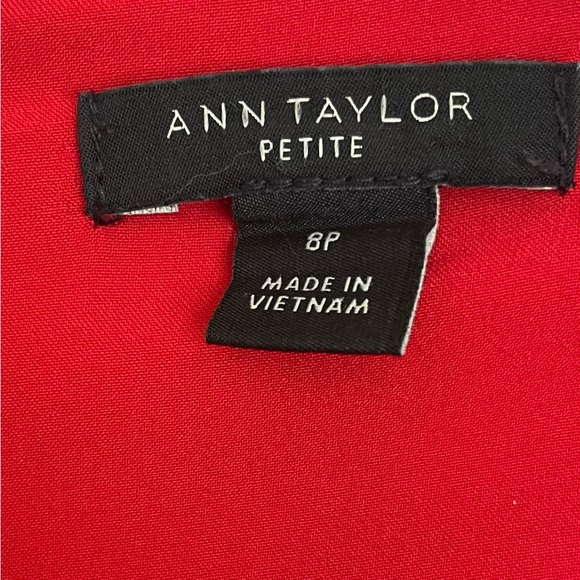 ANN TAYLOR
PETITE
8P
MADE IN
VIETNAM